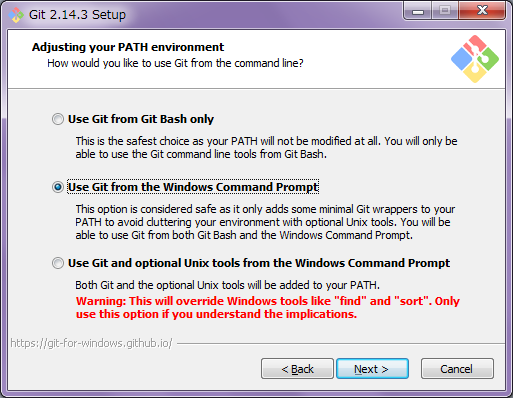 Git 2.14.3 Setup
Adjusting your PATH environment
How would you like to use Git from the command line?
Use Git from Git Bash only
This is the safest choice as your PATH will not be modified at all. You will only be
able to use the Git command line tools from Git Bash.
Use Git from the Windows Command Prompt
This option is considered safe as it only adds some minimal Git wrappers to your
PATH to avoid cluttering your environment with optional Unix tools. You will be
able to use Git from both Git Bash and the Windows Command Prompt.
Use Git and optional Unix tools from the Windows Command Prompt
Both Git and the optional Unix tools will be added to your PATH.
Warning: This will override Windows tools like "find" and "sort". Only
use this option if you understand the implications.
https://git-for-windows.github.io/
< Back
Next >
Cancel